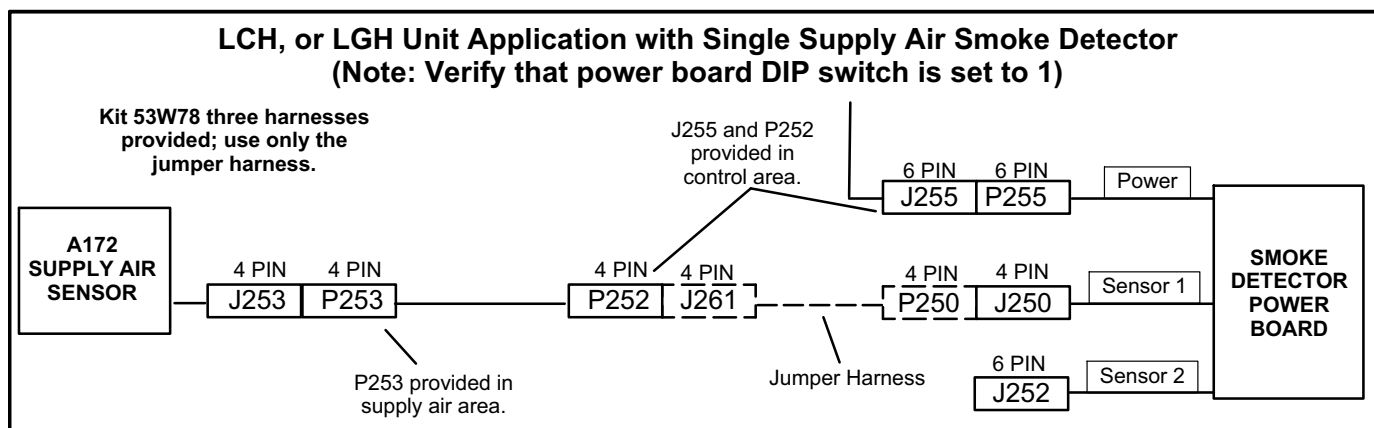 LCH, or LGH Unit Application with Single Supply Air Smoke Detector
(Note: Verify that power board DIP switch is set to 1)
Kit 53W78 three harnesses
provided; use only the
jumper harness.
J255 and P252
provided in
control area.
6 PIN 6 PIN
J255 P255
Power
A172
SUPPLY AIR
SENSOR
4 PIN 4 PIN
J253 P253
4 PIN 4 PIN
P252 J261
4 PIN 4 PIN
P250 J250
Sensor 1
SMOKE
DETECTOR
POWER
BOARD
P253 provided in
supply air area.
Jumper Harness
6 PIN
J252
Sensor 2